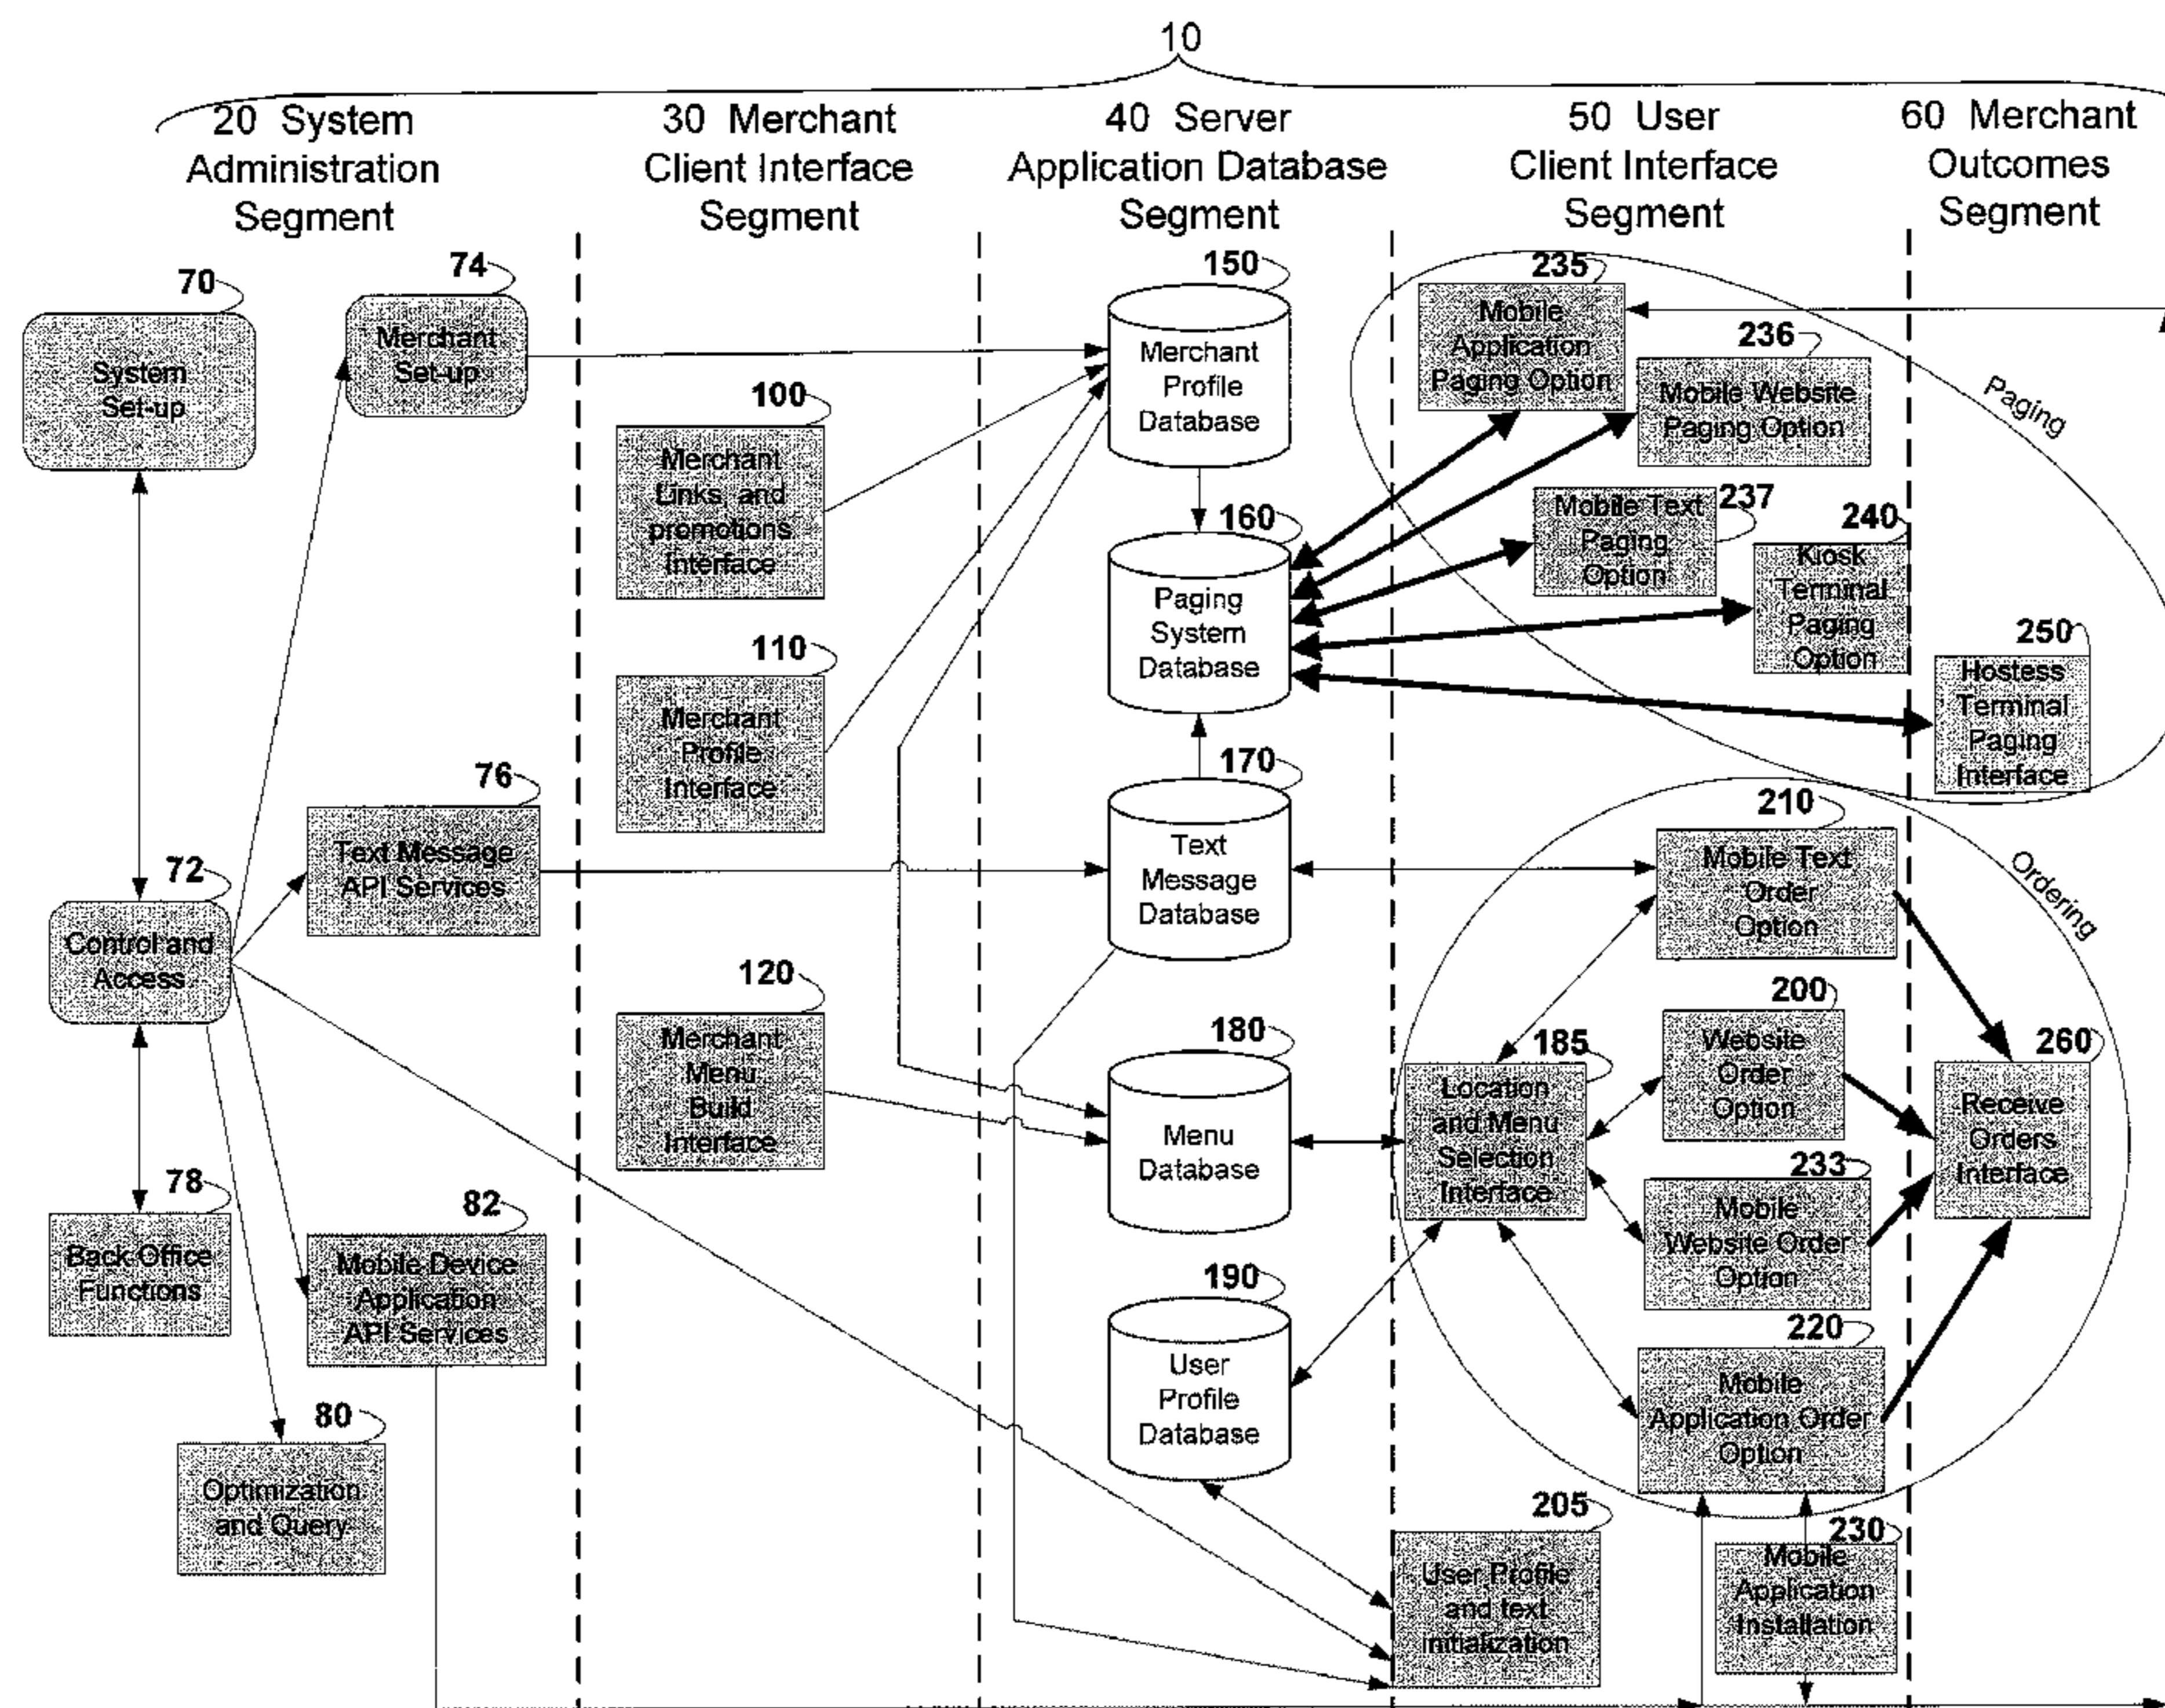 10
20 System
Administration
Segment
30 Merchant
Client Interface
Segment
40 Server
Application Database
Segment
50 User
Client Interface
Segment
60 Merchant
Outcomes
Segment
70
System
Set-up
74
Merchant
Set-up
72
Control and
Access
76
Text Message
API Services
78
Back Office
Functions
82
Mobile Device
Application
API Services
80
Optimization
and Query
100
Merchant
Links and
promotions
Interface
110
Merchant
Profile
Interface
120
Merchant
Menu
Build
Interface
150
Merchant
Profile
Database
160
Paging
System
Database
170
Text
Message
Database
180
Menu
Database
190
User
Profile
Database
235
Mobile
Application
Paging Option
236
Mobile Website
Paging Option
Paging
237
Mobile Text
Paging
Option
240
Kiosk
Terminal
Paging
Option
250
Hostess
Terminal
Paging
Interface
210
Mobile Text
Order
Option
Ordering
200
Website
Order
Option
185
Location
and Menu
Selection
Interface
233
Mobile
Website Order
Option
220
Mobile
Application Order
Option
260
Receive
Orders
Interface
205
User Profile
and text
initialization
230
Mobile
Application
Installation